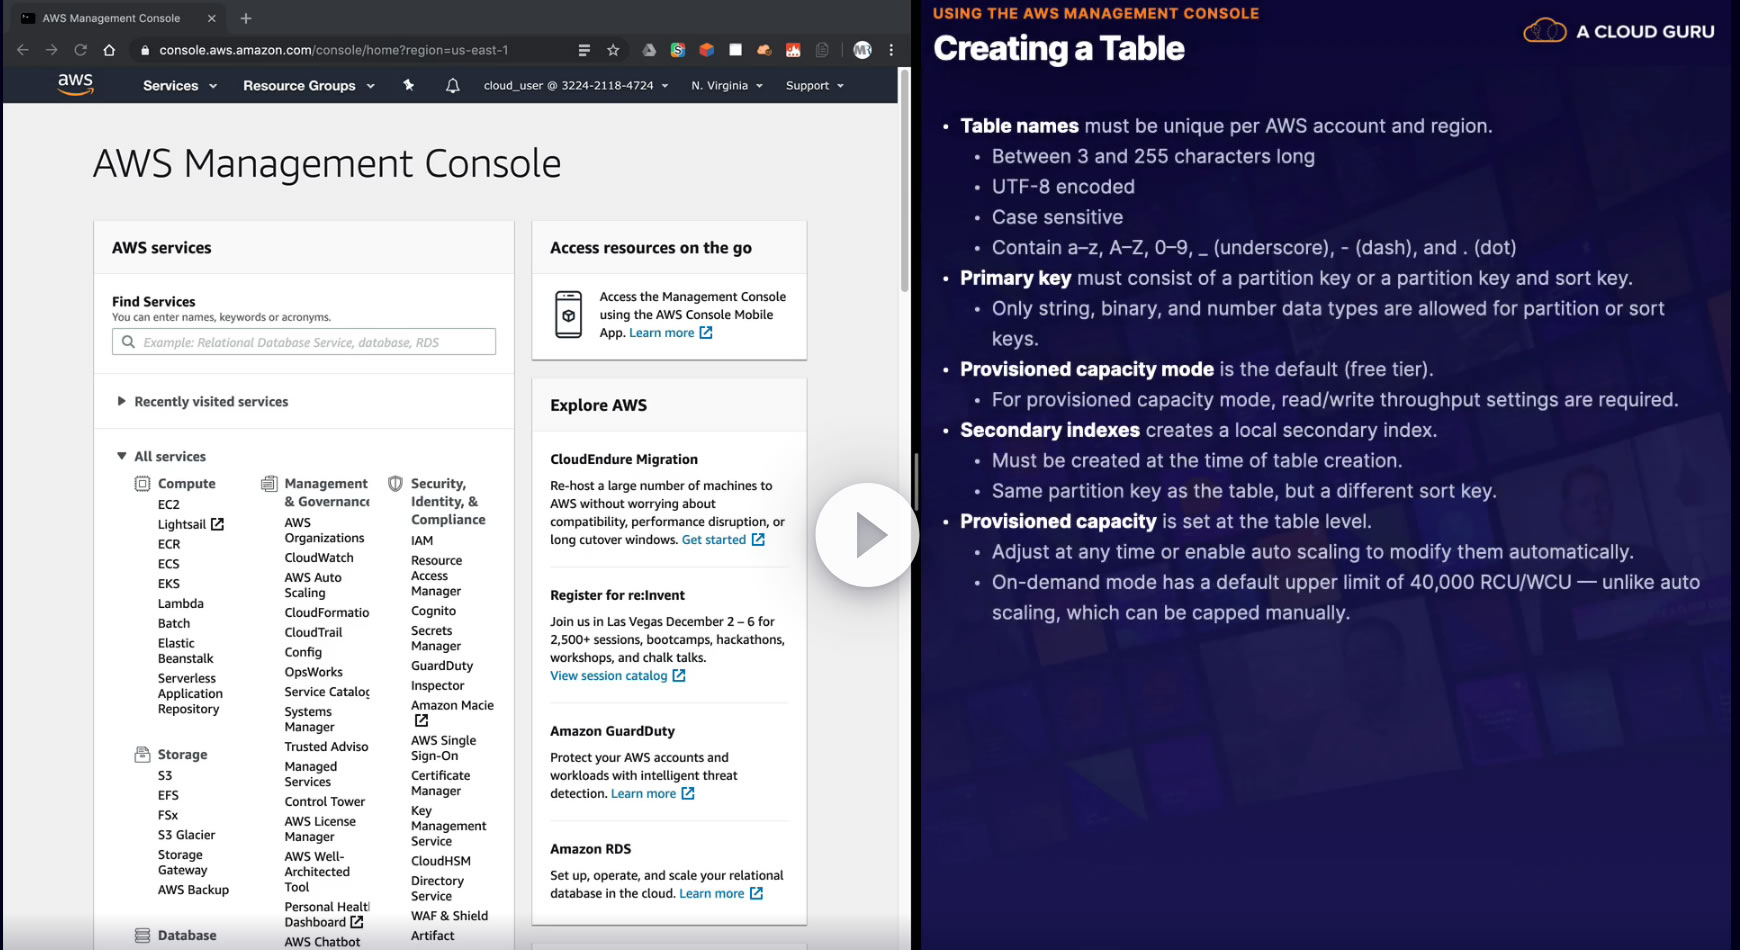 AWS Management Console
console.aws.amazon.com/console/home?region=us-east-1
aws
Services
Resource Groups
cloud_user @ 3224-2118-4724
N. Virginia
Support
AWS Management Console
AWS services
Find Services
You can enter names, keywords or acronyms.
Example: Relational Database Service, database, RDS
Recently visited services
All services
Compute
EC2
Lightsail
ECR
ECS
EKS
Lambda
Batch
Elastic
Beanstalk
Serverless
Application
Repository
Storage
S3
EFS
FSx
S3 Glacier
Storage
Gateway
AWS Backup
Database
Management
& Governance
AWS
Organizations
CloudWatch
AWS Auto
Scaling
CloudFormatio
CloudTrail
Config
OpsWorks
Service Catalog
Systems
Manager
Trusted Adviso
Managed
Services
Control Tower
AWS License
Manager
AWS Well-
Architected
Tool
Personal Health
Dashboard
AWS Chatbot
Security,
Identity, &
Compliance
IAM
Resource
Access
Manager
Cognito
Secrets
Manager
GuardDuty
Inspector
Amazon Macie
AWS Single
Sign-On
Certificate
Manager
Key
Management
Service
CloudHSM
Directory
Service
WAF & Shield
Artifact
Access resources on the go
Access the Management Console
using the AWS Console Mobile
App. Learn more
Explore AWS
CloudEndure Migration
Re-host a large number of machines to
AWS without worrying about
compatibility, performance disruption, or
long cutover windows. Get started
Register for re:Invent
Join us in Las Vegas December 2 – 6 for
2,500+ sessions, bootcamps, hackathons,
workshops, and chalk talks.
View session catalog
Amazon GuardDuty
Protect your AWS accounts and
workloads with intelligent threat
detection. Learn more
Amazon RDS
Set up, operate, and scale your relational
database in the cloud. Learn more
USING THE AWS MANAGEMENT CONSOLE
Creating a Table
A CLOUD GURU
• Table names must be unique per AWS account and region.
• Between 3 and 255 characters long
• UTF-8 encoded
• Case sensitive
• Contain a–z, A–Z, 0–9, _ (underscore), - (dash), and . (dot)
• Primary key must consist of a partition key or a partition key and sort key.
• Only string, binary, and number data types are allowed for partition or sort
keys.
• Provisioned capacity mode is the default (free tier).
• For provisioned capacity mode, read/write throughput settings are required.
• Secondary indexes creates a local secondary index.
• Must be created at the time of table creation.
• Same partition key as the table, but a different sort key.
• Provisioned capacity is set at the table level.
• Adjust at any time or enable auto scaling to modify them automatically.
• On-demand mode has a default upper limit of 40,000 RCU/WCU — unlike auto
scaling, which can be capped manually.